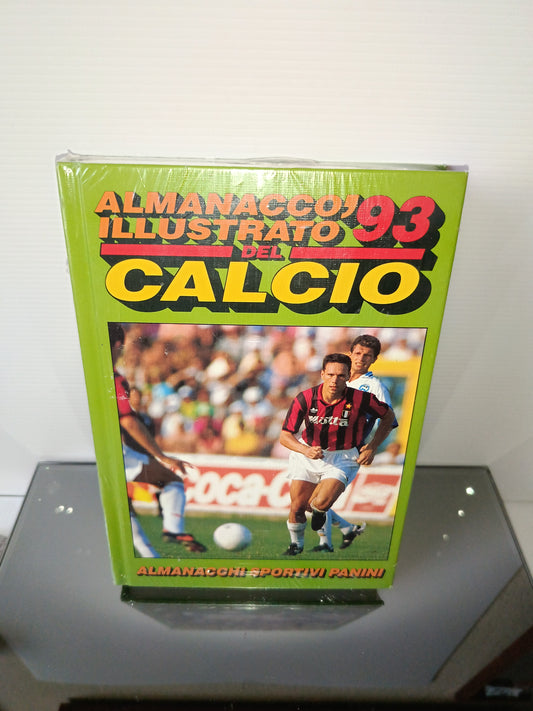 ALMANACCO '93
ILLUSTRATO
DEL
CALCIO
Motta
Coca-Co
ALMANACCHI SPORTIVI PANINI